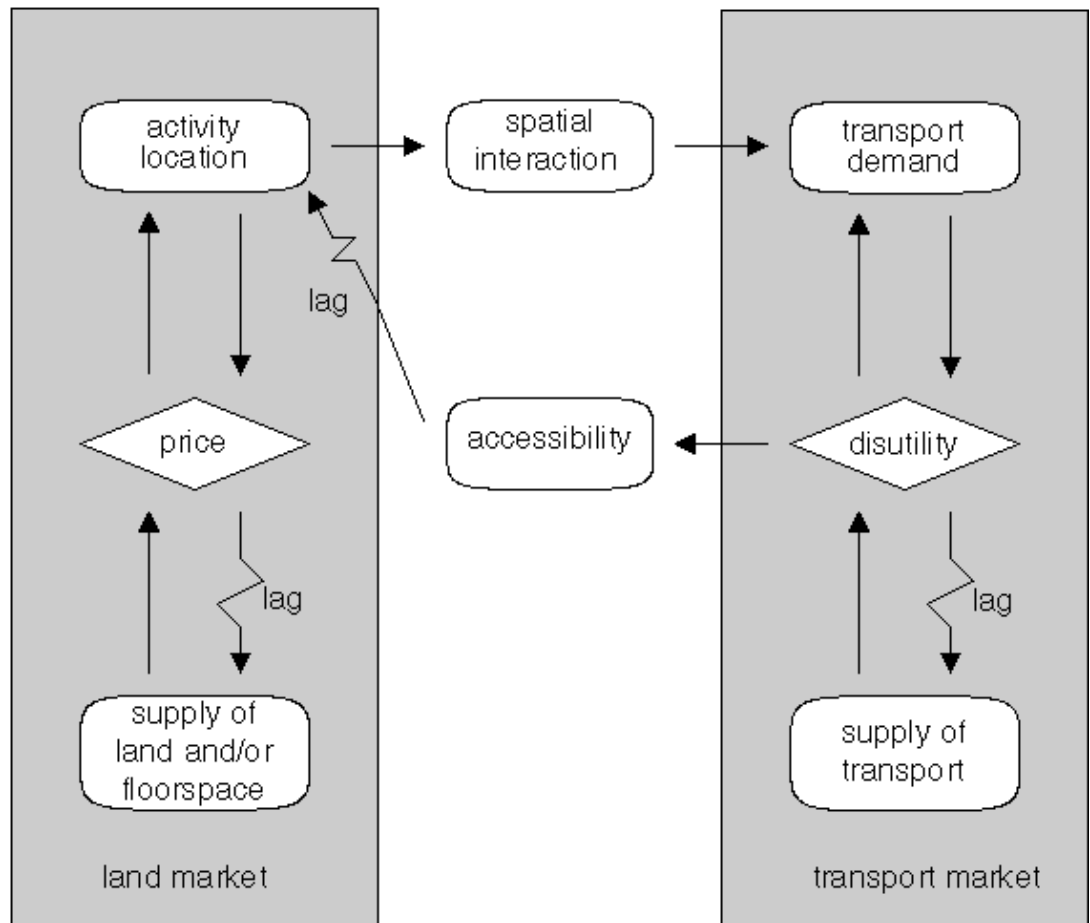 activity
location
spatial
interaction
transport
demand
lag
price
accessibility
disutility
lag
lag
supply of
land and/or
floorspace
supply of
transport
land market
transport market